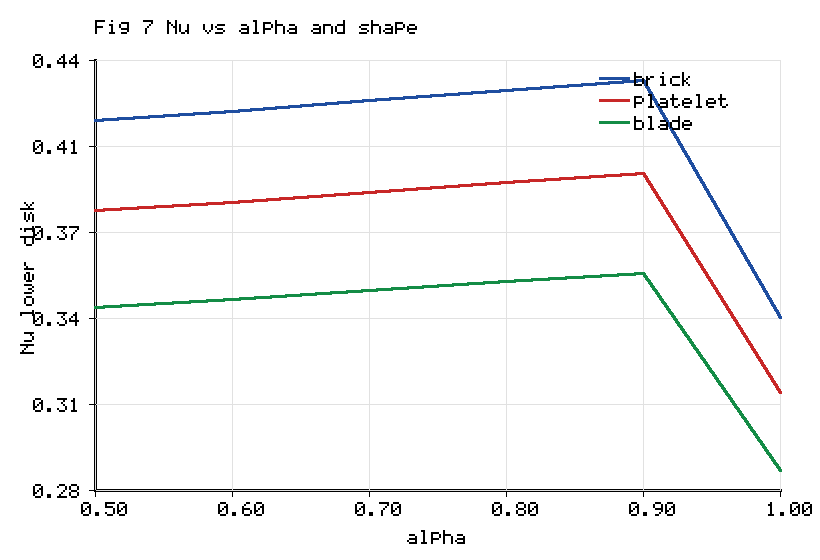 Fig 7 Nu vs alPha and shaPe
0.44
0.41
0.37
0.34
0.31
0.28
Nu lower disk
brick
Platelet
blade
0.50 0.60 0.70 0.80 0.90 1.00
alPha